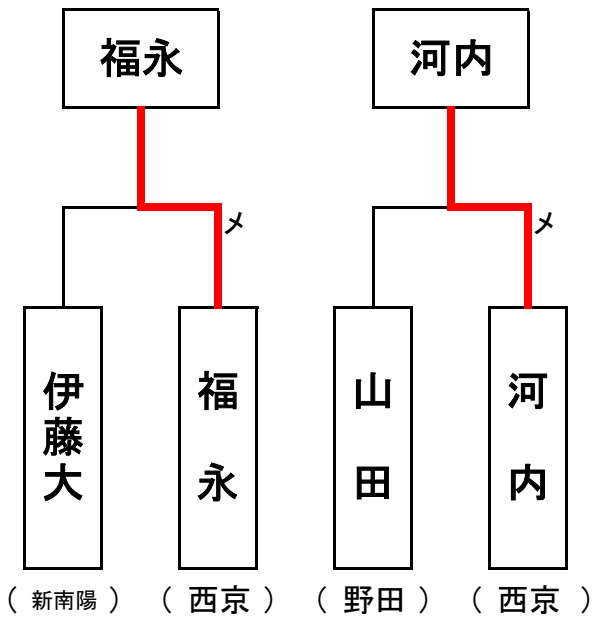 福永
河内
メ
メ
伊藤大
福永
山田
河内
（ 新南陽 ）
（ 西京 ）
（ 野田 ）
（ 西京 ）